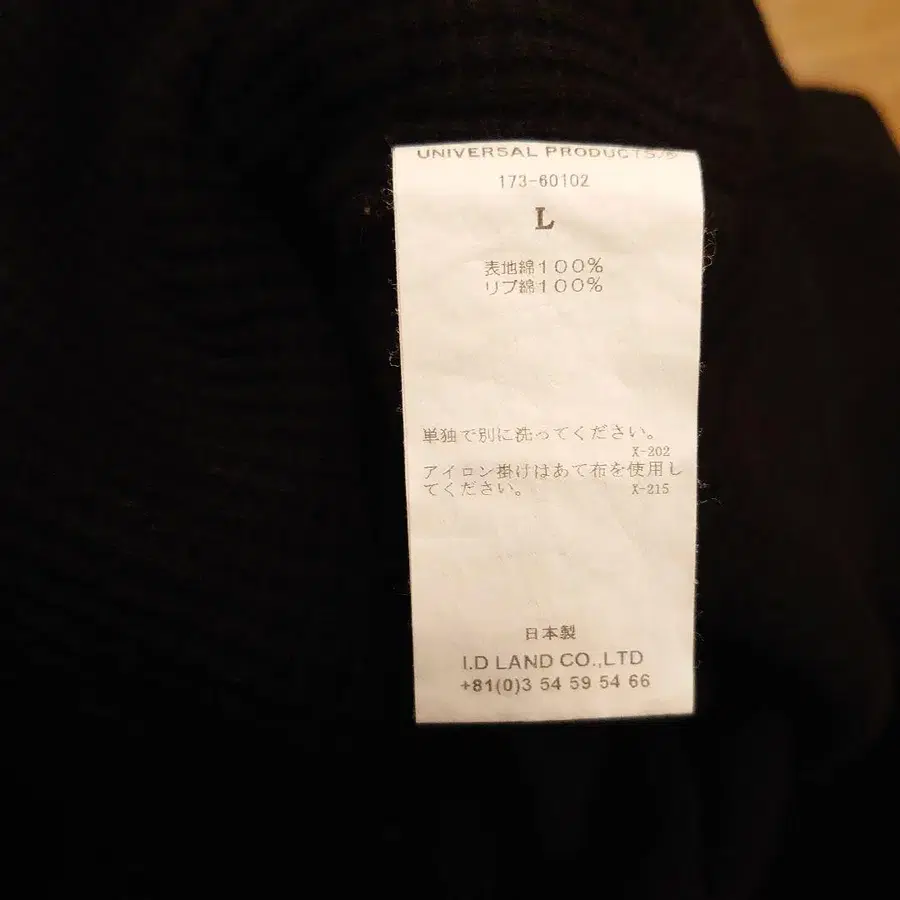 UNIVERSAL PRODUCTS.®
173-60102
L
表地綿100%
リブ綿100%
単独で別に洗ってください。
X-202
アイロン掛けはあて布を使用し
てください。 X-215
日本製
I.D LAND CO.,LTD
+81(0)3 54 59 54 66